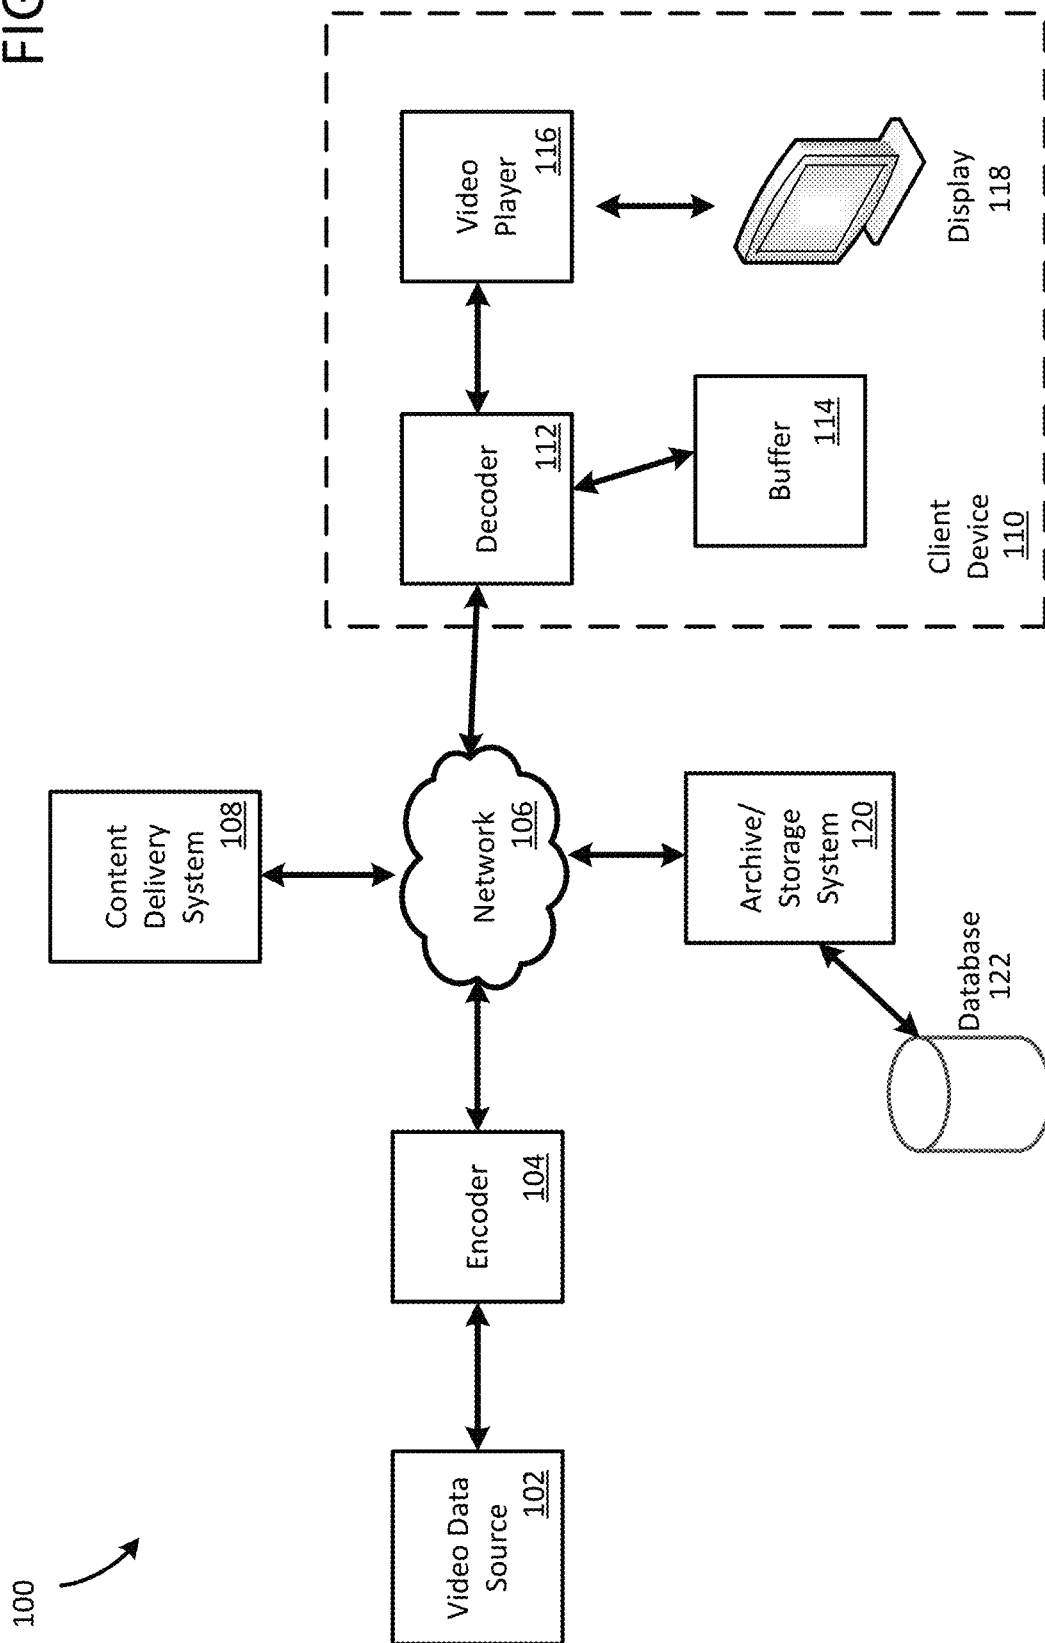 FIG
100
Video Data
Source
102
Encoder
104
Content
Delivery
System
108
Network
106
Archive/
Storage
System
120
Database
122
Decoder
112
Video
Player
116
Buffer
114
Display
118
Client
Device
110